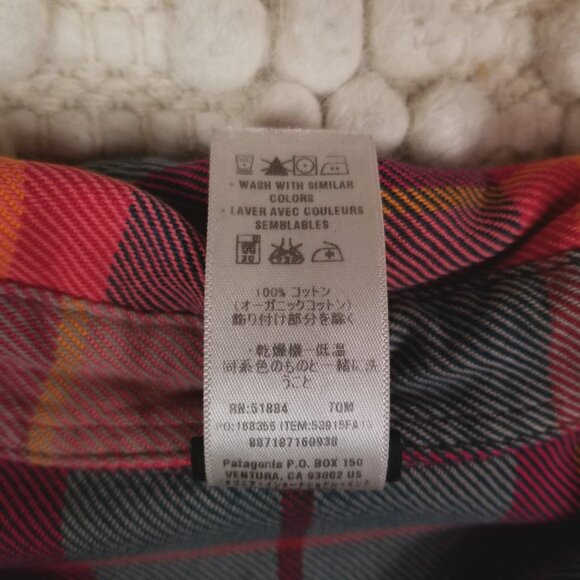 · WASH WITH SIMILAR
COLORS
· LAVER AVEC COULEURS
SEMBLABLES
100% コットン
(オーガニックコットン)
飾り付け部分を除く
·乾燥機－低温
·同系色のものと一緒に洗
うこと
RN:51884 TOM
PO:168355 ITEM:53915FA13
887187160938
Patagonia P.O. BOX 150
VENTURA, CA 93002 US